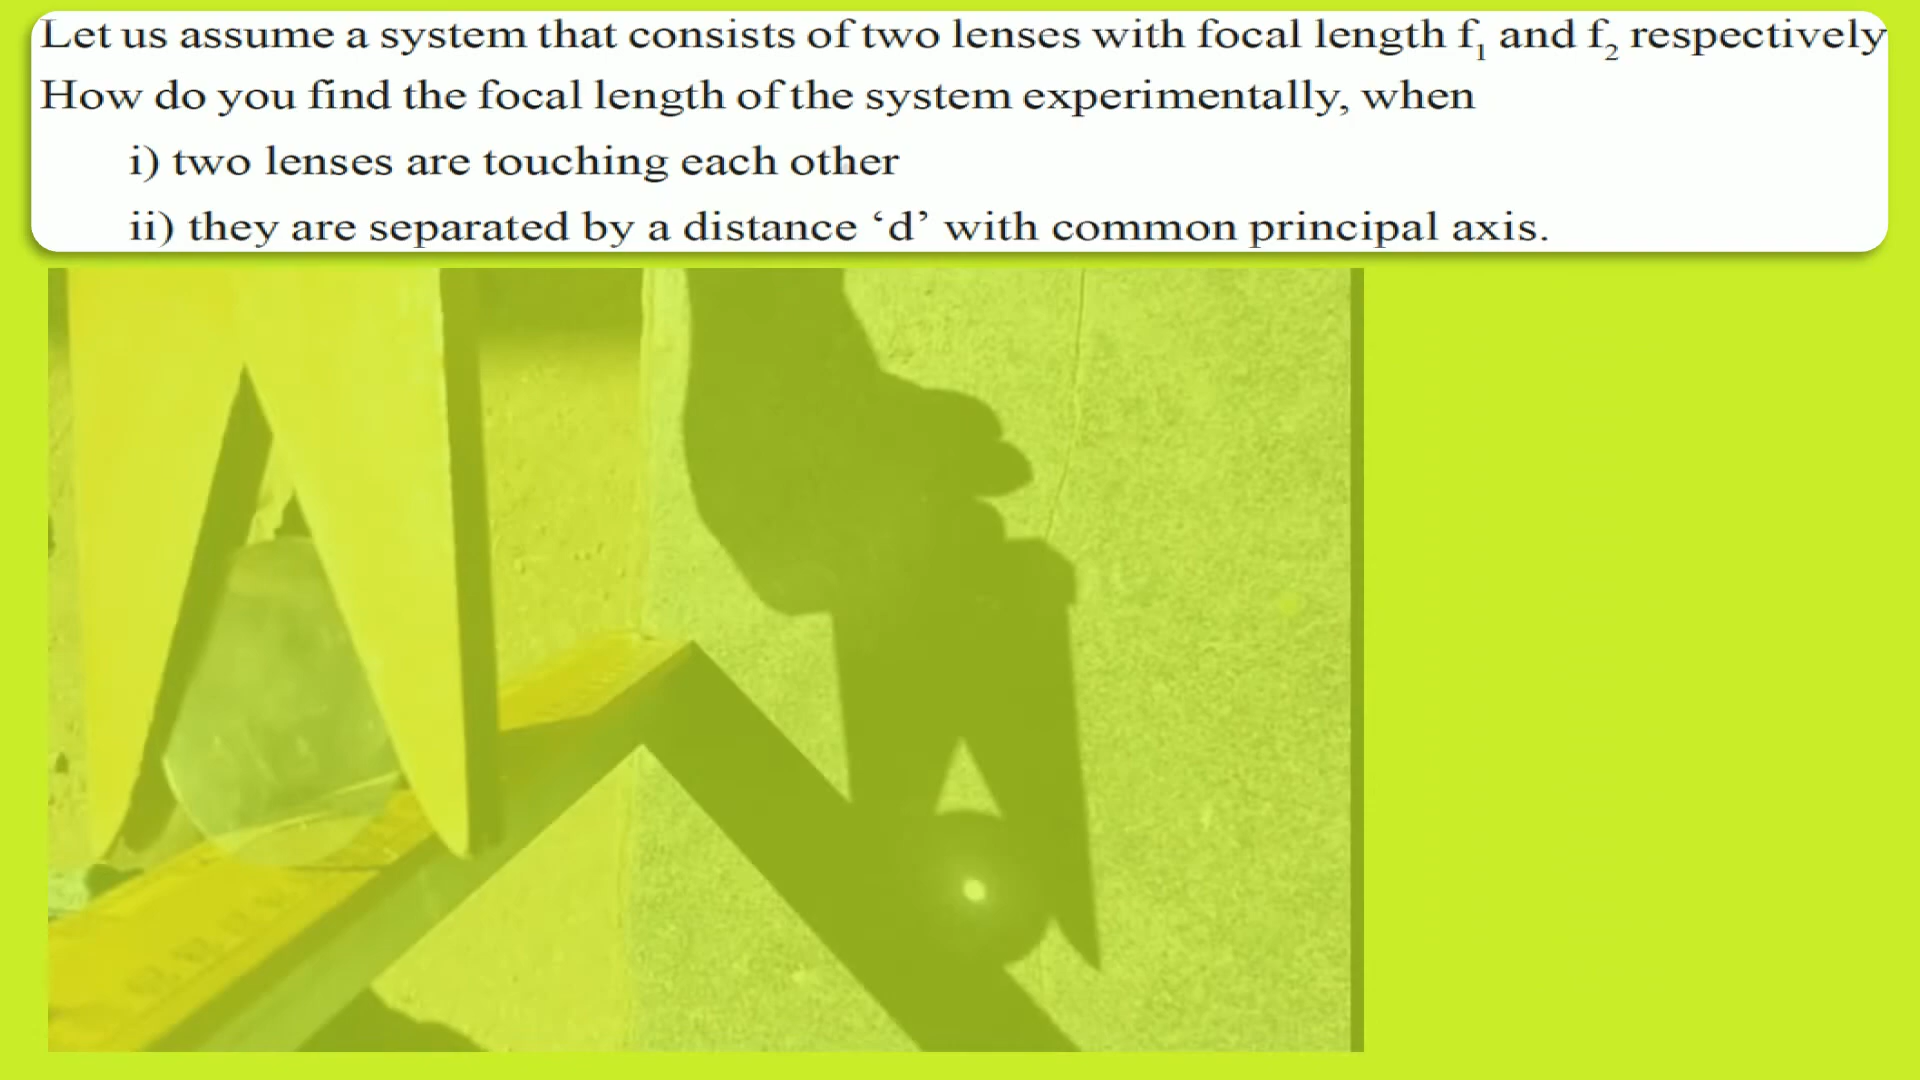 Let us assume a system that consists of two lenses with focal length f₁ and f₂ respectively
How do you find the focal length of the system experimentally, when
i) two lenses are touching each other
ii) they are separated by a distance ‘d’ with common principal axis.